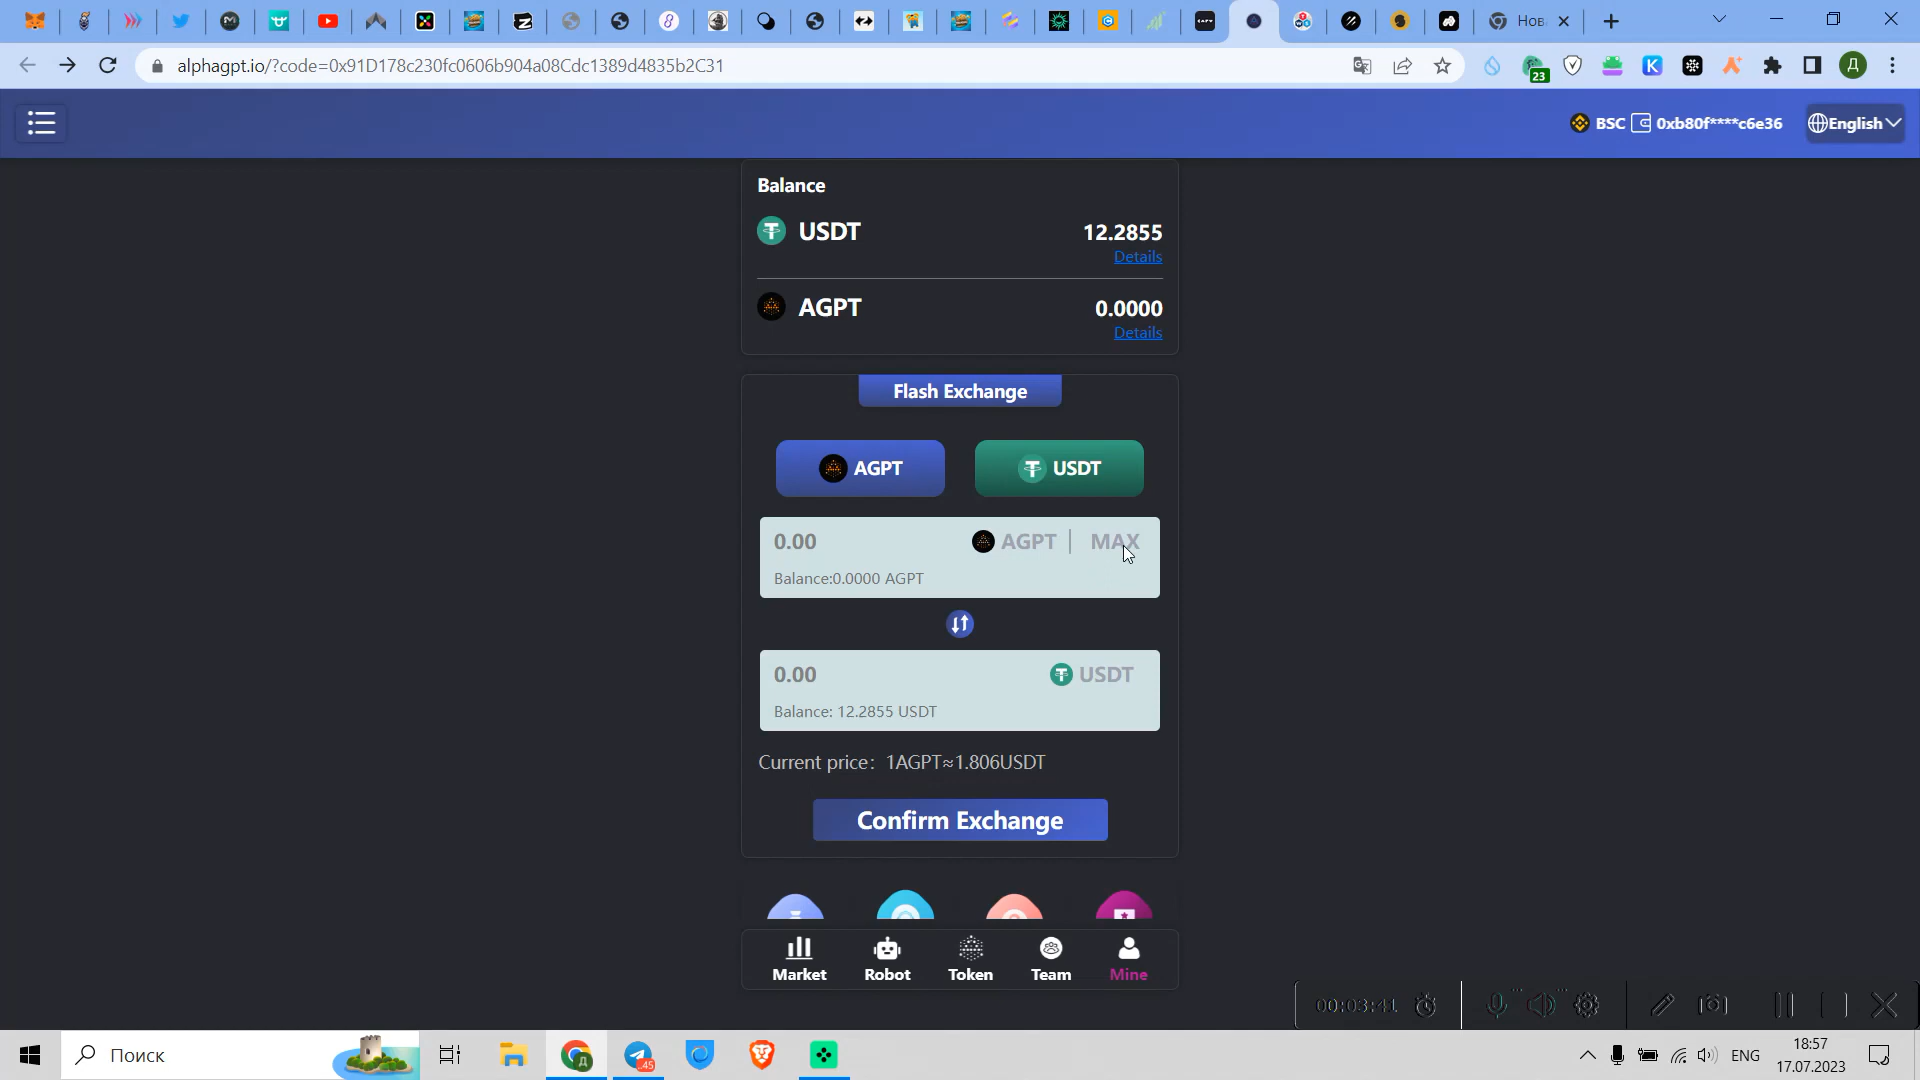 Нов
alphagpt.io/?code=0x91D178c230fc0606b904a08Cdc1389d4835b2C31
23
Д
BSC 0xb80f****c6e36
English
Balance
USDT 12.2855
Details
AGPT 0.0000
Details
Flash Exchange
AGPT USDT
0.00 AGPT | MAX
Balance:0.0000 AGPT
0.00 USDT
Balance: 12.2855 USDT
Current price: 1AGPT≈1.806USDT
Confirm Exchange
Market Robot Token Team Mine
00:03:41
Поиск
45
ENG
18:57
17.07.2023